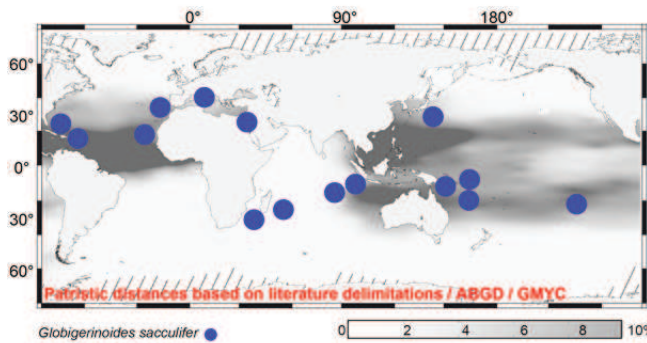 0° 90° 180°
60°
30°
0°
30°
60°
Patristic distances based on literature delimitations / ABGD / GMYC
Globigerinoides sacculifer
0 2 4 6 8 10%